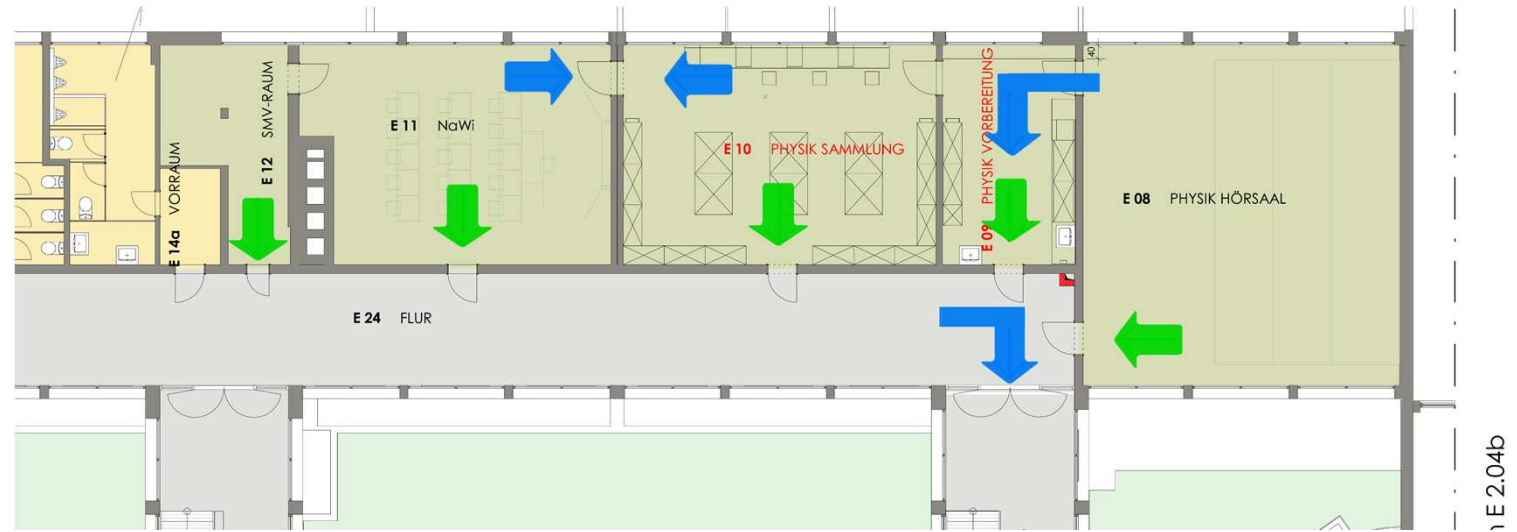 E 12 SMV-RAUM
E 14a VORRAUM
E 11 NaWi
E 10 PHYSIK SAMMLUNG
E 09 PHYSIK VORBEREITUNG
40
E 08 PHYSIK HÖRSAAL
E 24 FLUR
E 2.04b